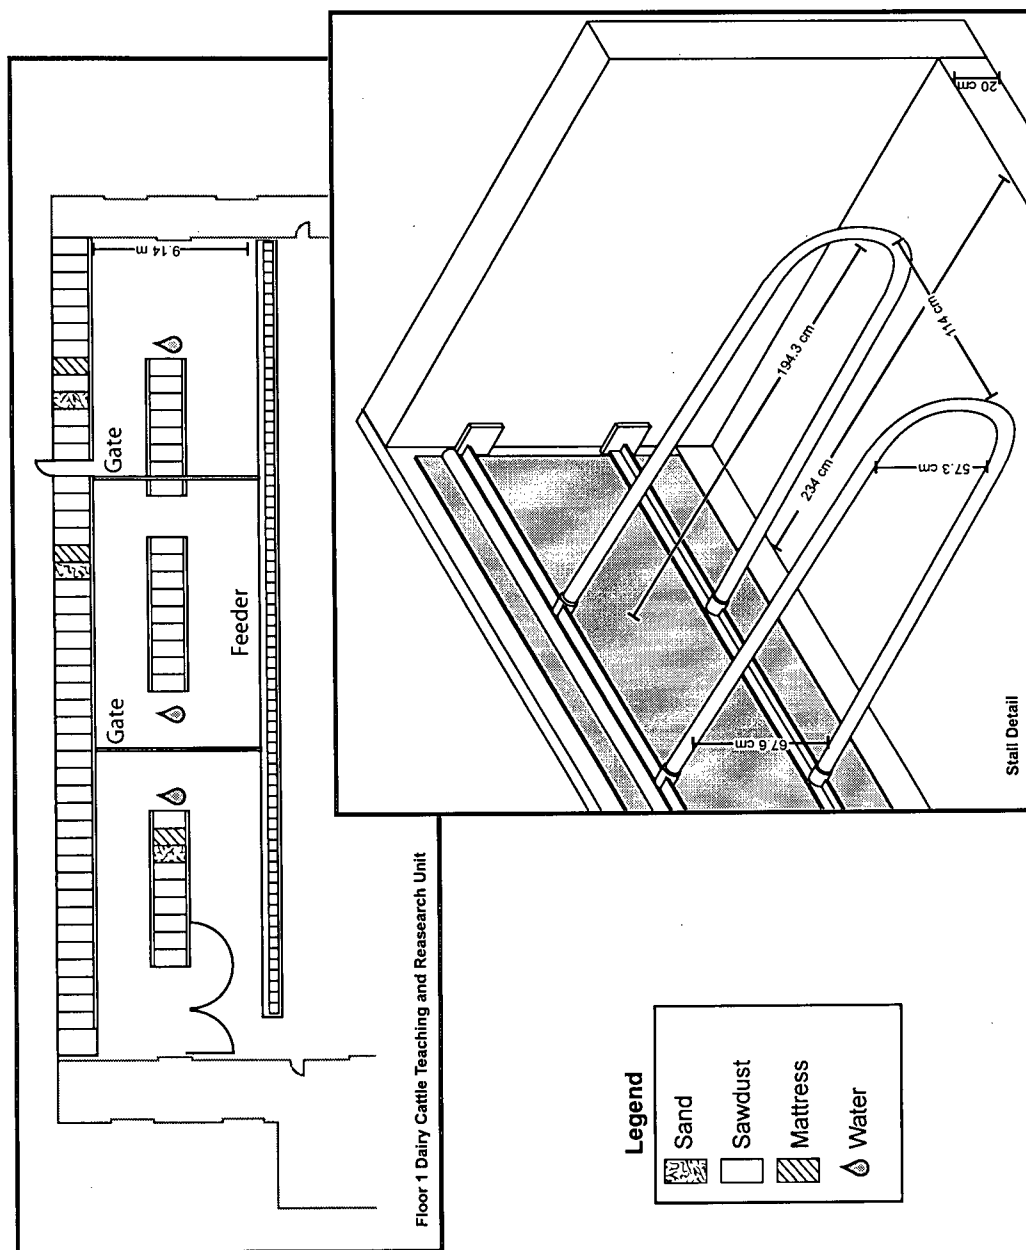 9.14 m
Gate
Gate
Feeder
Floor 1 Dairy Cattle Teaching and Reasearch Unit
20 cm
194.3 cm
114 cm
234 cm
57.3 cm
67.6 cm
Stall Detail
Legend
Sand
Sawdust
Mattress
Water